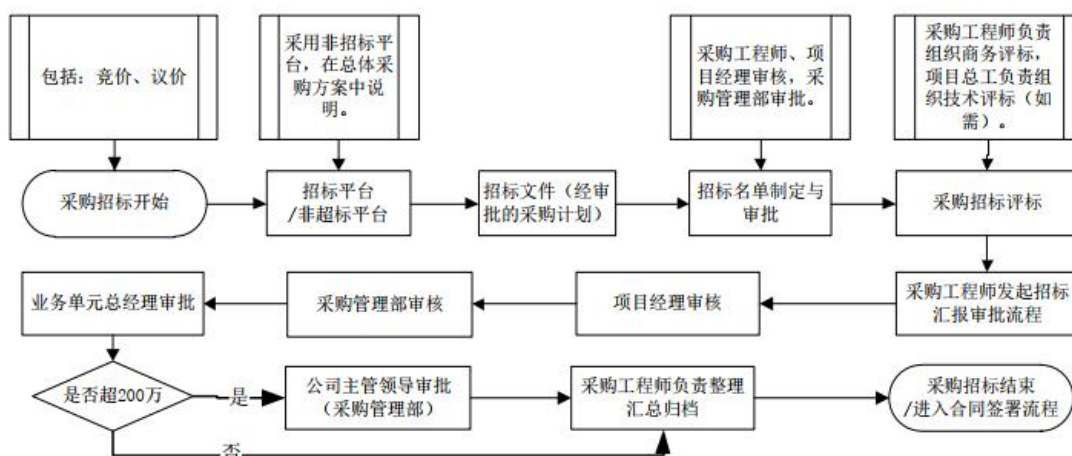 包括：竞价、议价
采用非招标平
台，在总体采
购方案中说
明。
采购工程师、项
目经理审核，采
购管理部审批。
采购工程师负责
组织商务评标，
项目总工负责组
织技术评标（如
需）。
采购招标开始
招标平台
/非超标平台
招标文件（经审
批的采购计划）
招标名单制定与
审批
采购招标评标
业务单元总经理审批
采购管理部审核
项目经理审核
采购工程师发起招标
汇报审批流程
是否超200万
是
公司主管领导审批
（采购管理部）
采购工程师负责整理
汇总归档
采购招标结束
/进入合同签署流程
否